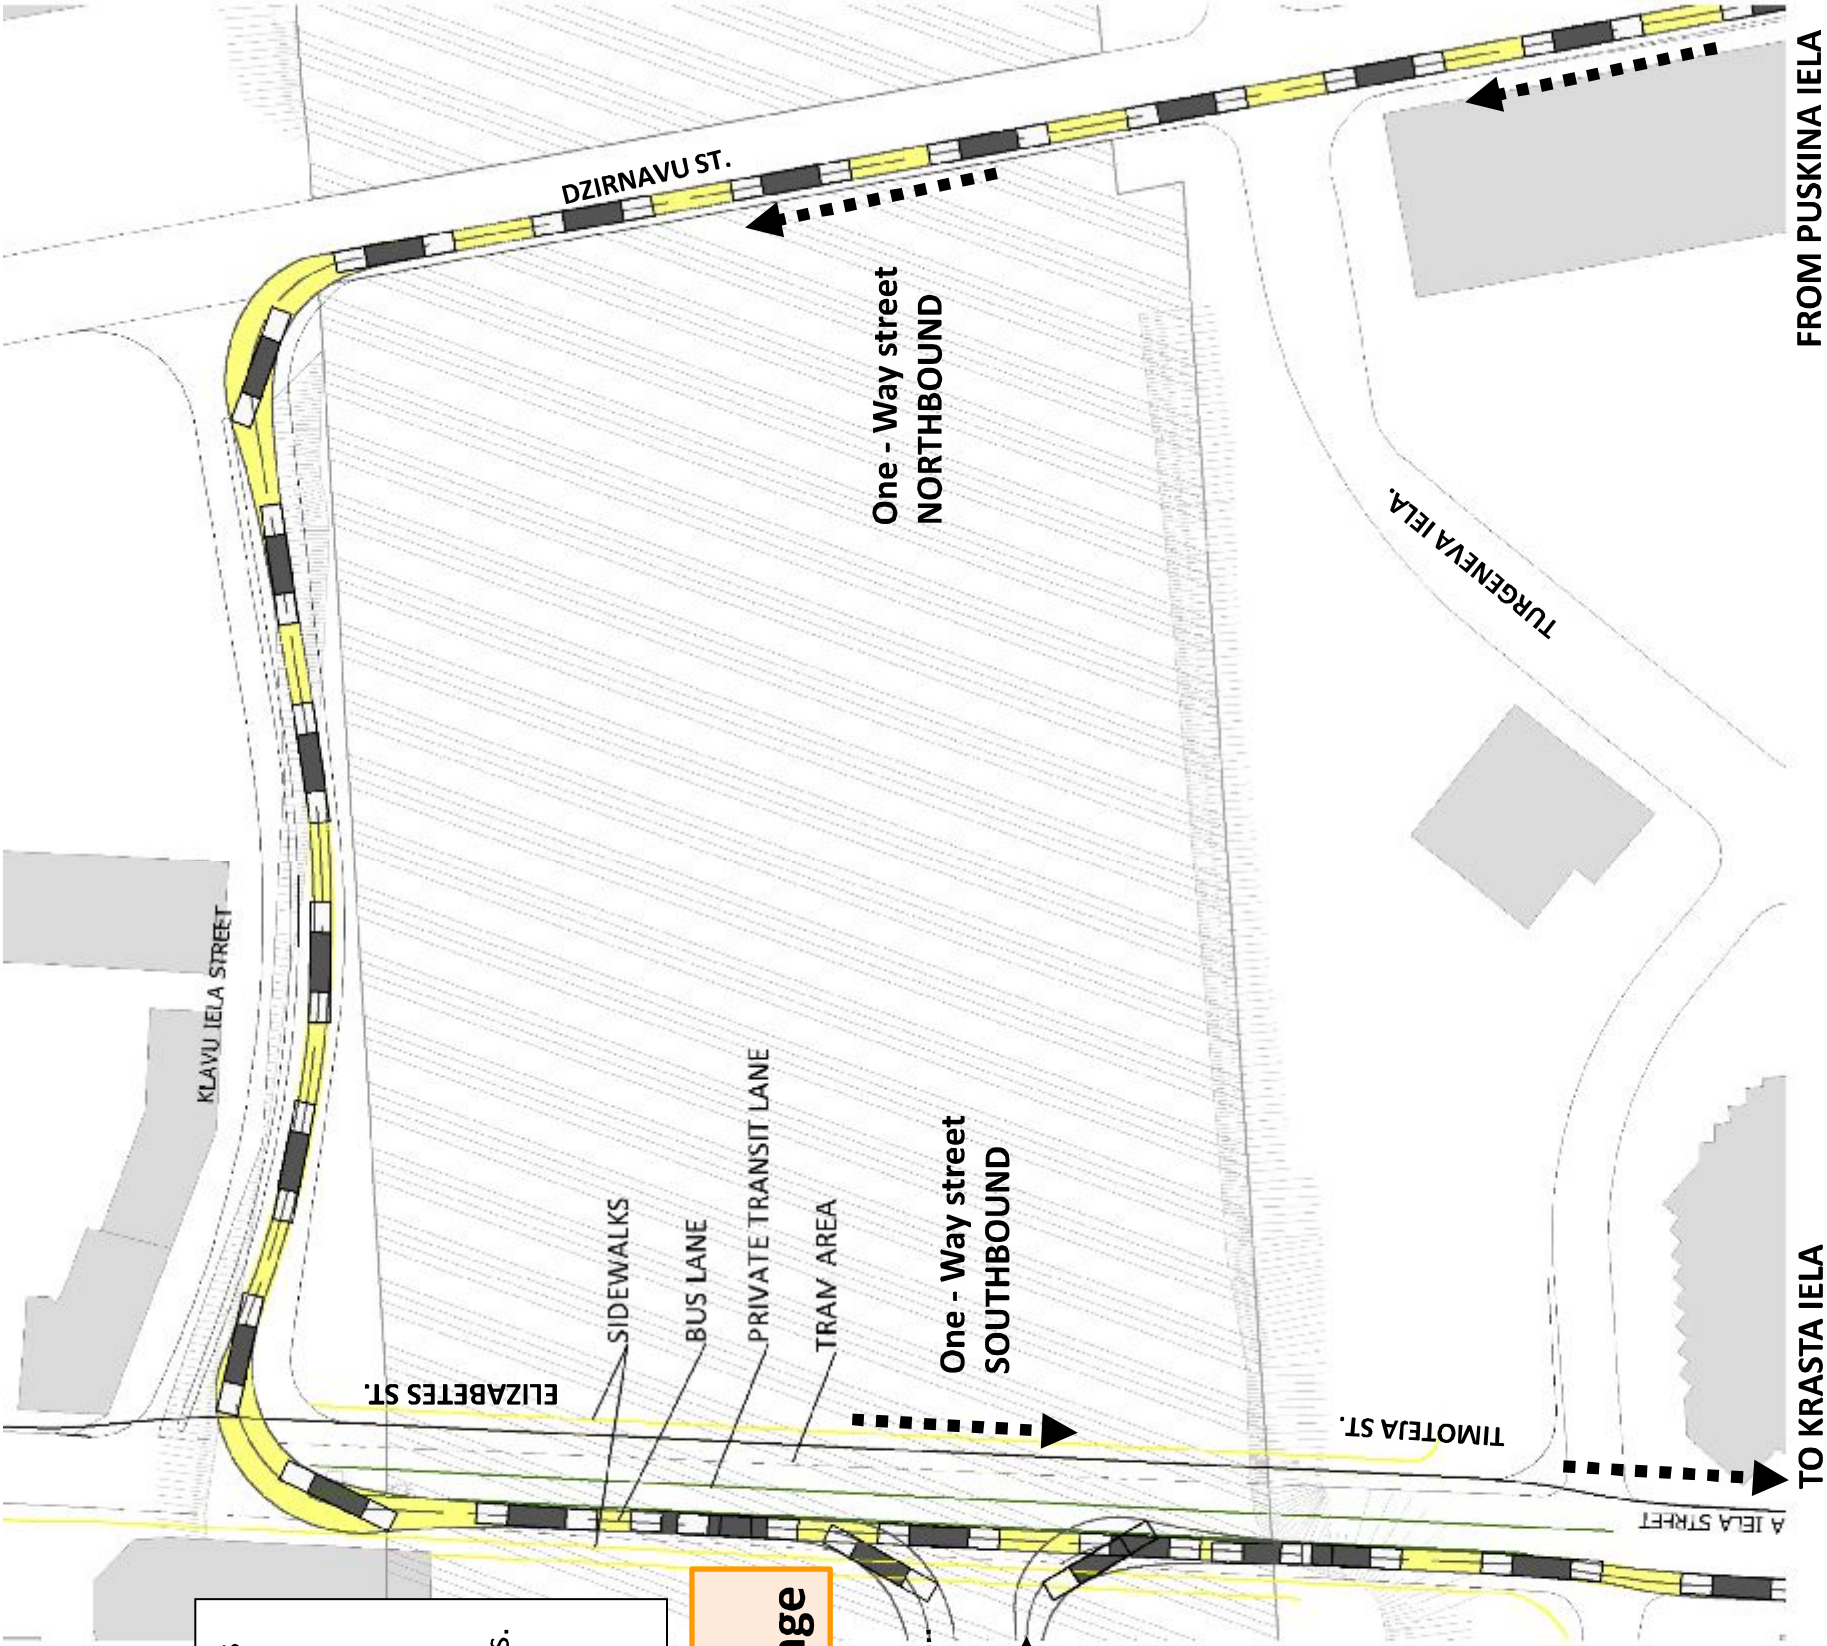 DZIRNAVU ST.
One - Way street
NORTHBOUND
FROM PUSKINA IELA
TURGENEVA IELA.
KLAVU IELA STREET
SIDEWALKS
BUS LANE
PRIVATE TRANSIT LANE
TRAM AREA
One - Way street
SOUTHBOUND
ELIZABETES ST.
TIMOTEJA ST.
A IELA STREET
TO KRASTA IELA
s.
nge